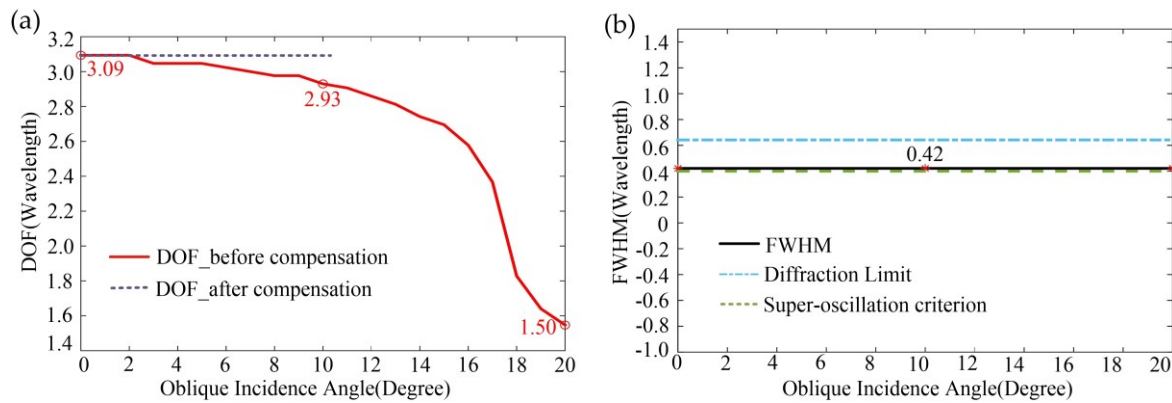 (a)
3.2
3.0
2.8
2.6
2.4
2.2
2.0
1.8
1.6
1.4
DOF(Wavelength)
3.09
2.93
1.50
DOF_before compensation
DOF_after compensation
0 2 4 6 8 10 12 14 16 18 20
Oblique Incidence Angle(Degree)
(b)
1.4
1.2
1.0
0.8
0.6
0.4
0.2
0
-0.2
-0.4
-0.6
-0.8
-1.0
FWHM(Wavelength)
0.42
FWHM
Diffraction Limit
Super-oscillation criterion
0 2 4 6 8 10 12 14 16 18 20
Oblique Incidence Angle(Degree)